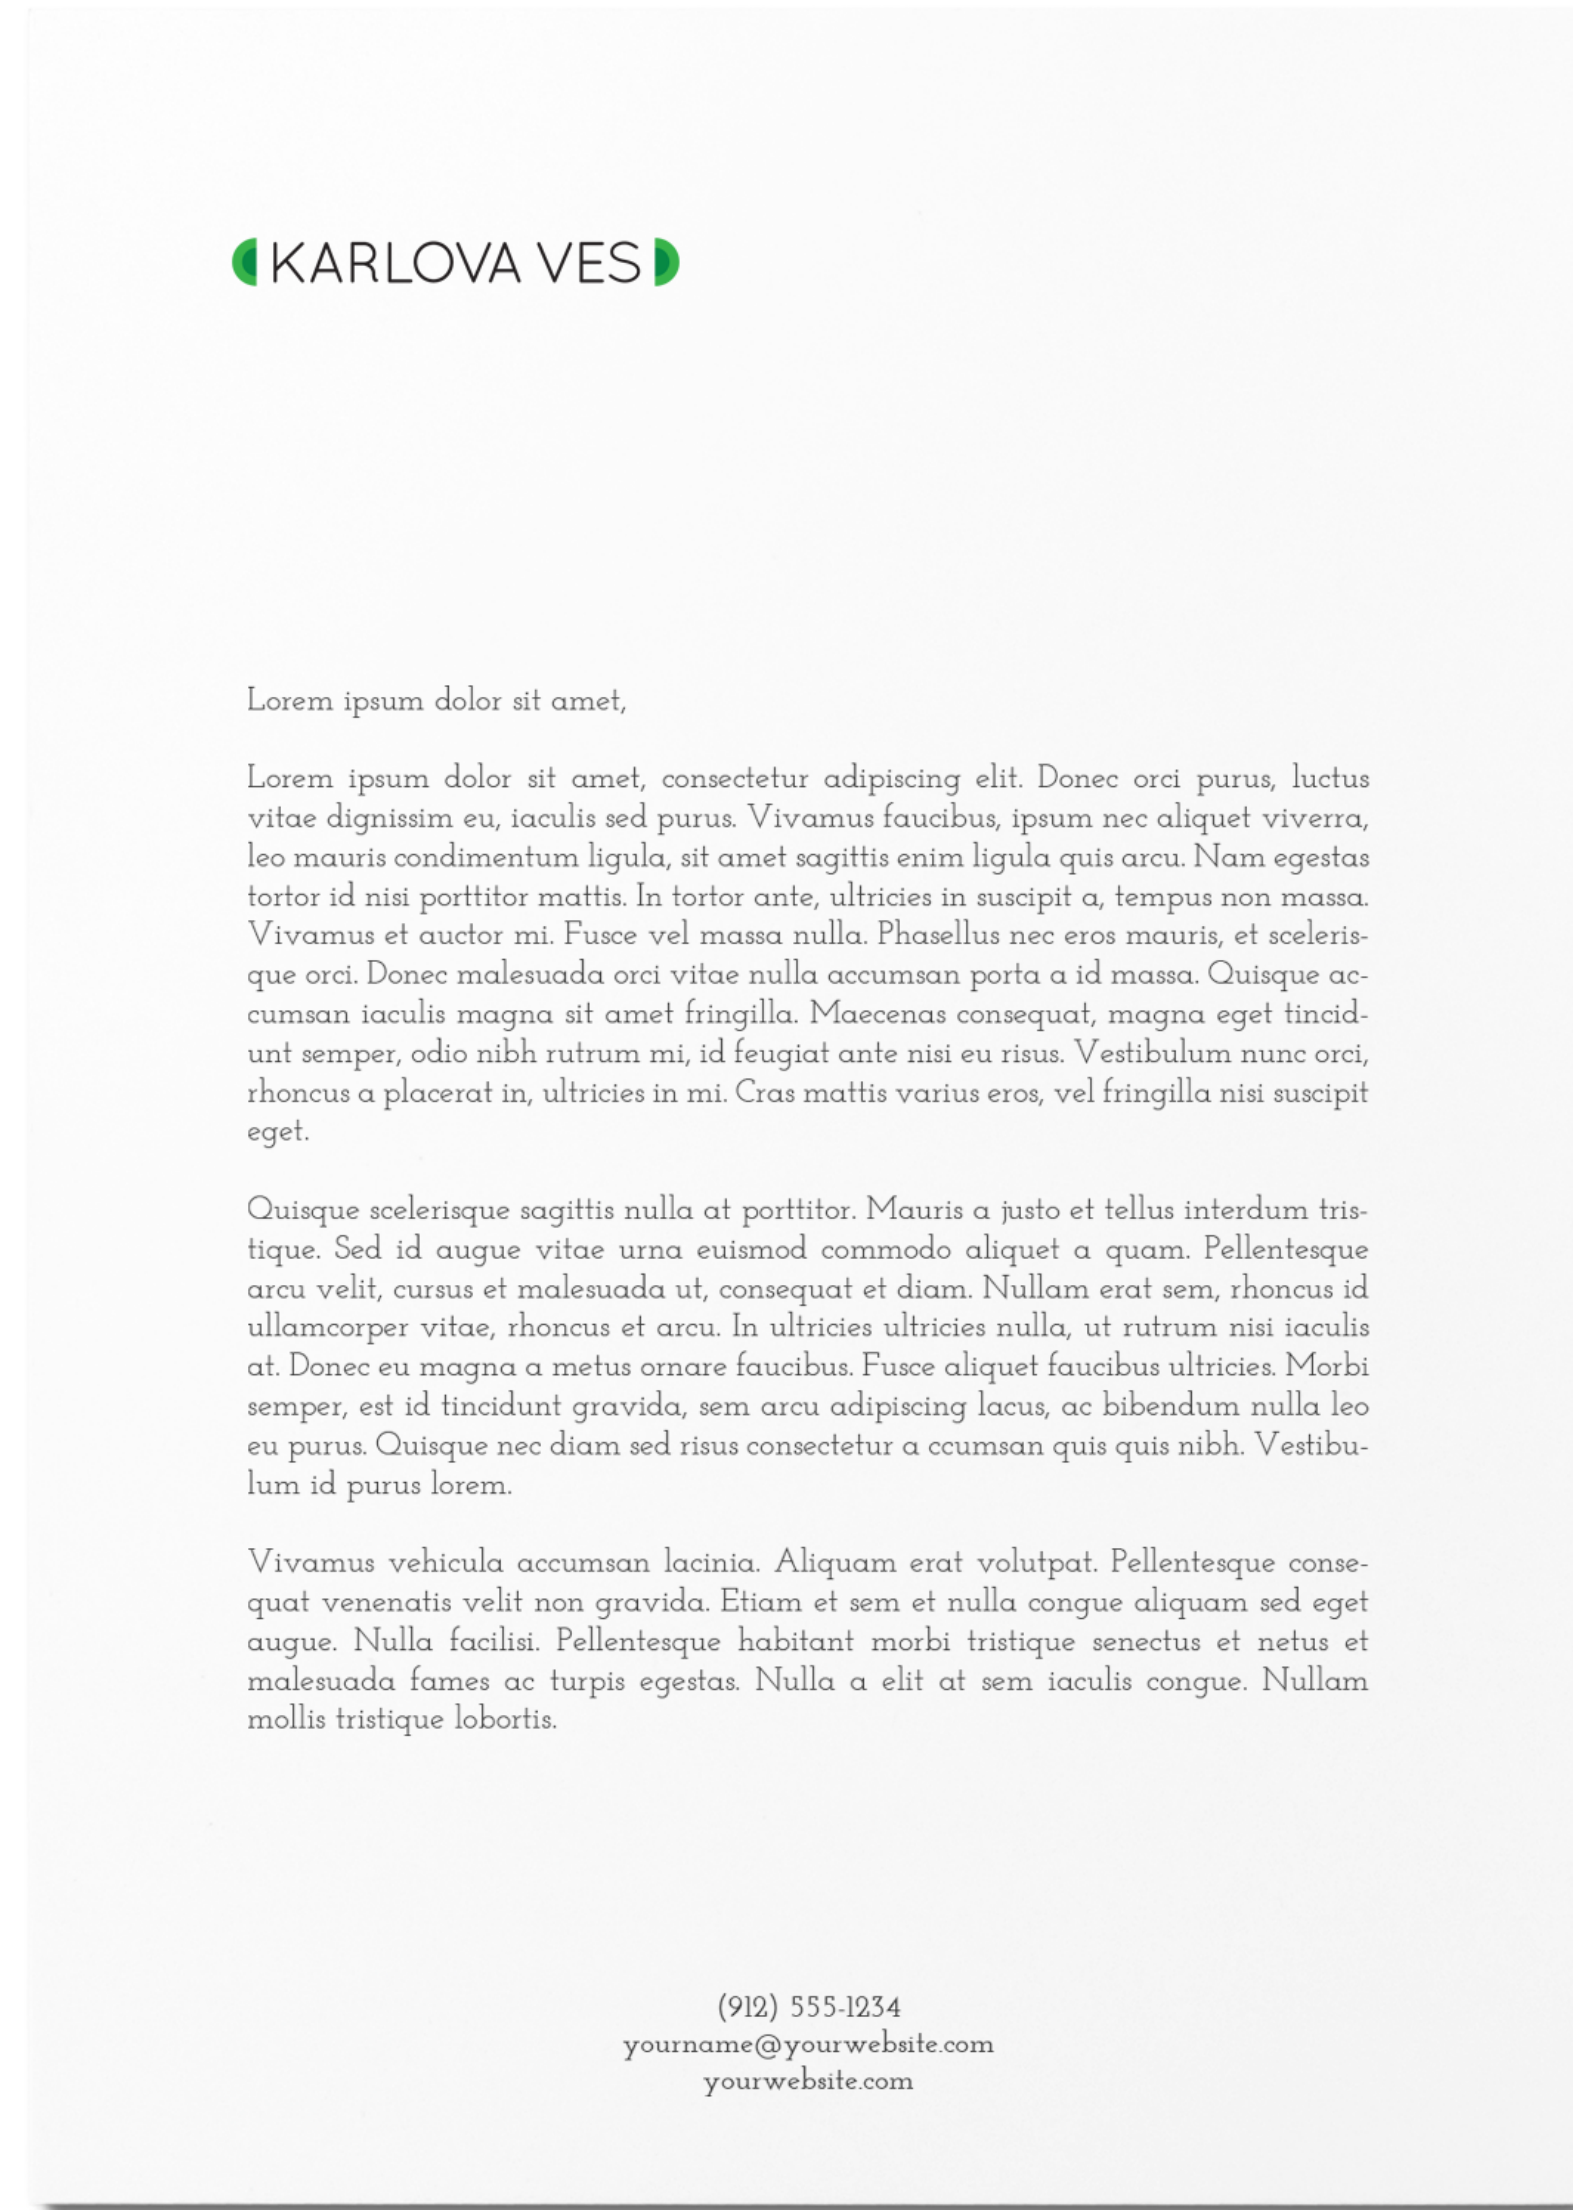 KARLOVA VES
Lorem ipsum dolor sit amet,
Lorem ipsum dolor sit amet, consectetur adipiscing elit. Donec orci purus, luctus
vitae dignissim eu, iaculis sed purus. Vivamus faucibus, ipsum nec aliquet viverra,
leo mauris condimentum ligula, sit amet sagittis enim ligula quis arcu. Nam egestas
tortor id nisi porttitor mattis. In tortor ante, ultricies in suscipit a, tempus non massa.
Vivamus et auctor mi. Fusce vel massa nulla. Phasellus nec eros mauris, et sceleris-
que orci. Donec malesuada orci vitae nulla accumsan porta a id massa. Quisque ac-
cumsan iaculis magna sit amet fringilla. Maecenas consequat, magna eget tincid-
unt semper, odio nibh rutrum mi, id feugiat ante nisi eu risus. Vestibulum nunc orci,
rhoncus a placerat in, ultricies in mi. Cras mattis varius eros, vel fringilla nisi suscipit
eget.
Quisque scelerisque sagittis nulla at porttitor. Mauris a justo et tellus interdum tris-
tique. Sed id augue vitae urna euismod commodo aliquet a quam. Pellentesque
arcu velit, cursus et malesuada ut, consequat et diam. Nullam erat sem, rhoncus id
ullamcorper vitae, rhoncus et arcu. In ultricies ultricies nulla, ut rutrum nisi iaculis
at. Donec eu magna a metus ornare faucibus. Fusce aliquet faucibus ultricies. Morbi
semper, est id tincidunt gravida, sem arcu adipiscing lacus, ac bibendum nulla leo
eu purus. Quisque nec diam sed risus consectetur a ccumsan quis quis nibh. Vestibu-
lum id purus lorem.
Vivamus vehicula accumsan lacinia. Aliquam erat volutpat. Pellentesque conse-
quat venenatis velit non gravida. Etiam et sem et nulla congue aliquam sed eget
augue. Nulla facilisi. Pellentesque habitant morbi tristique senectus et netus et
malesuada fames ac turpis egestas. Nulla a elit at sem iaculis congue. Nullam
mollis tristique lobortis.
(912) 555-1234
yourname@yourwebsite.com
yourwebsite.com